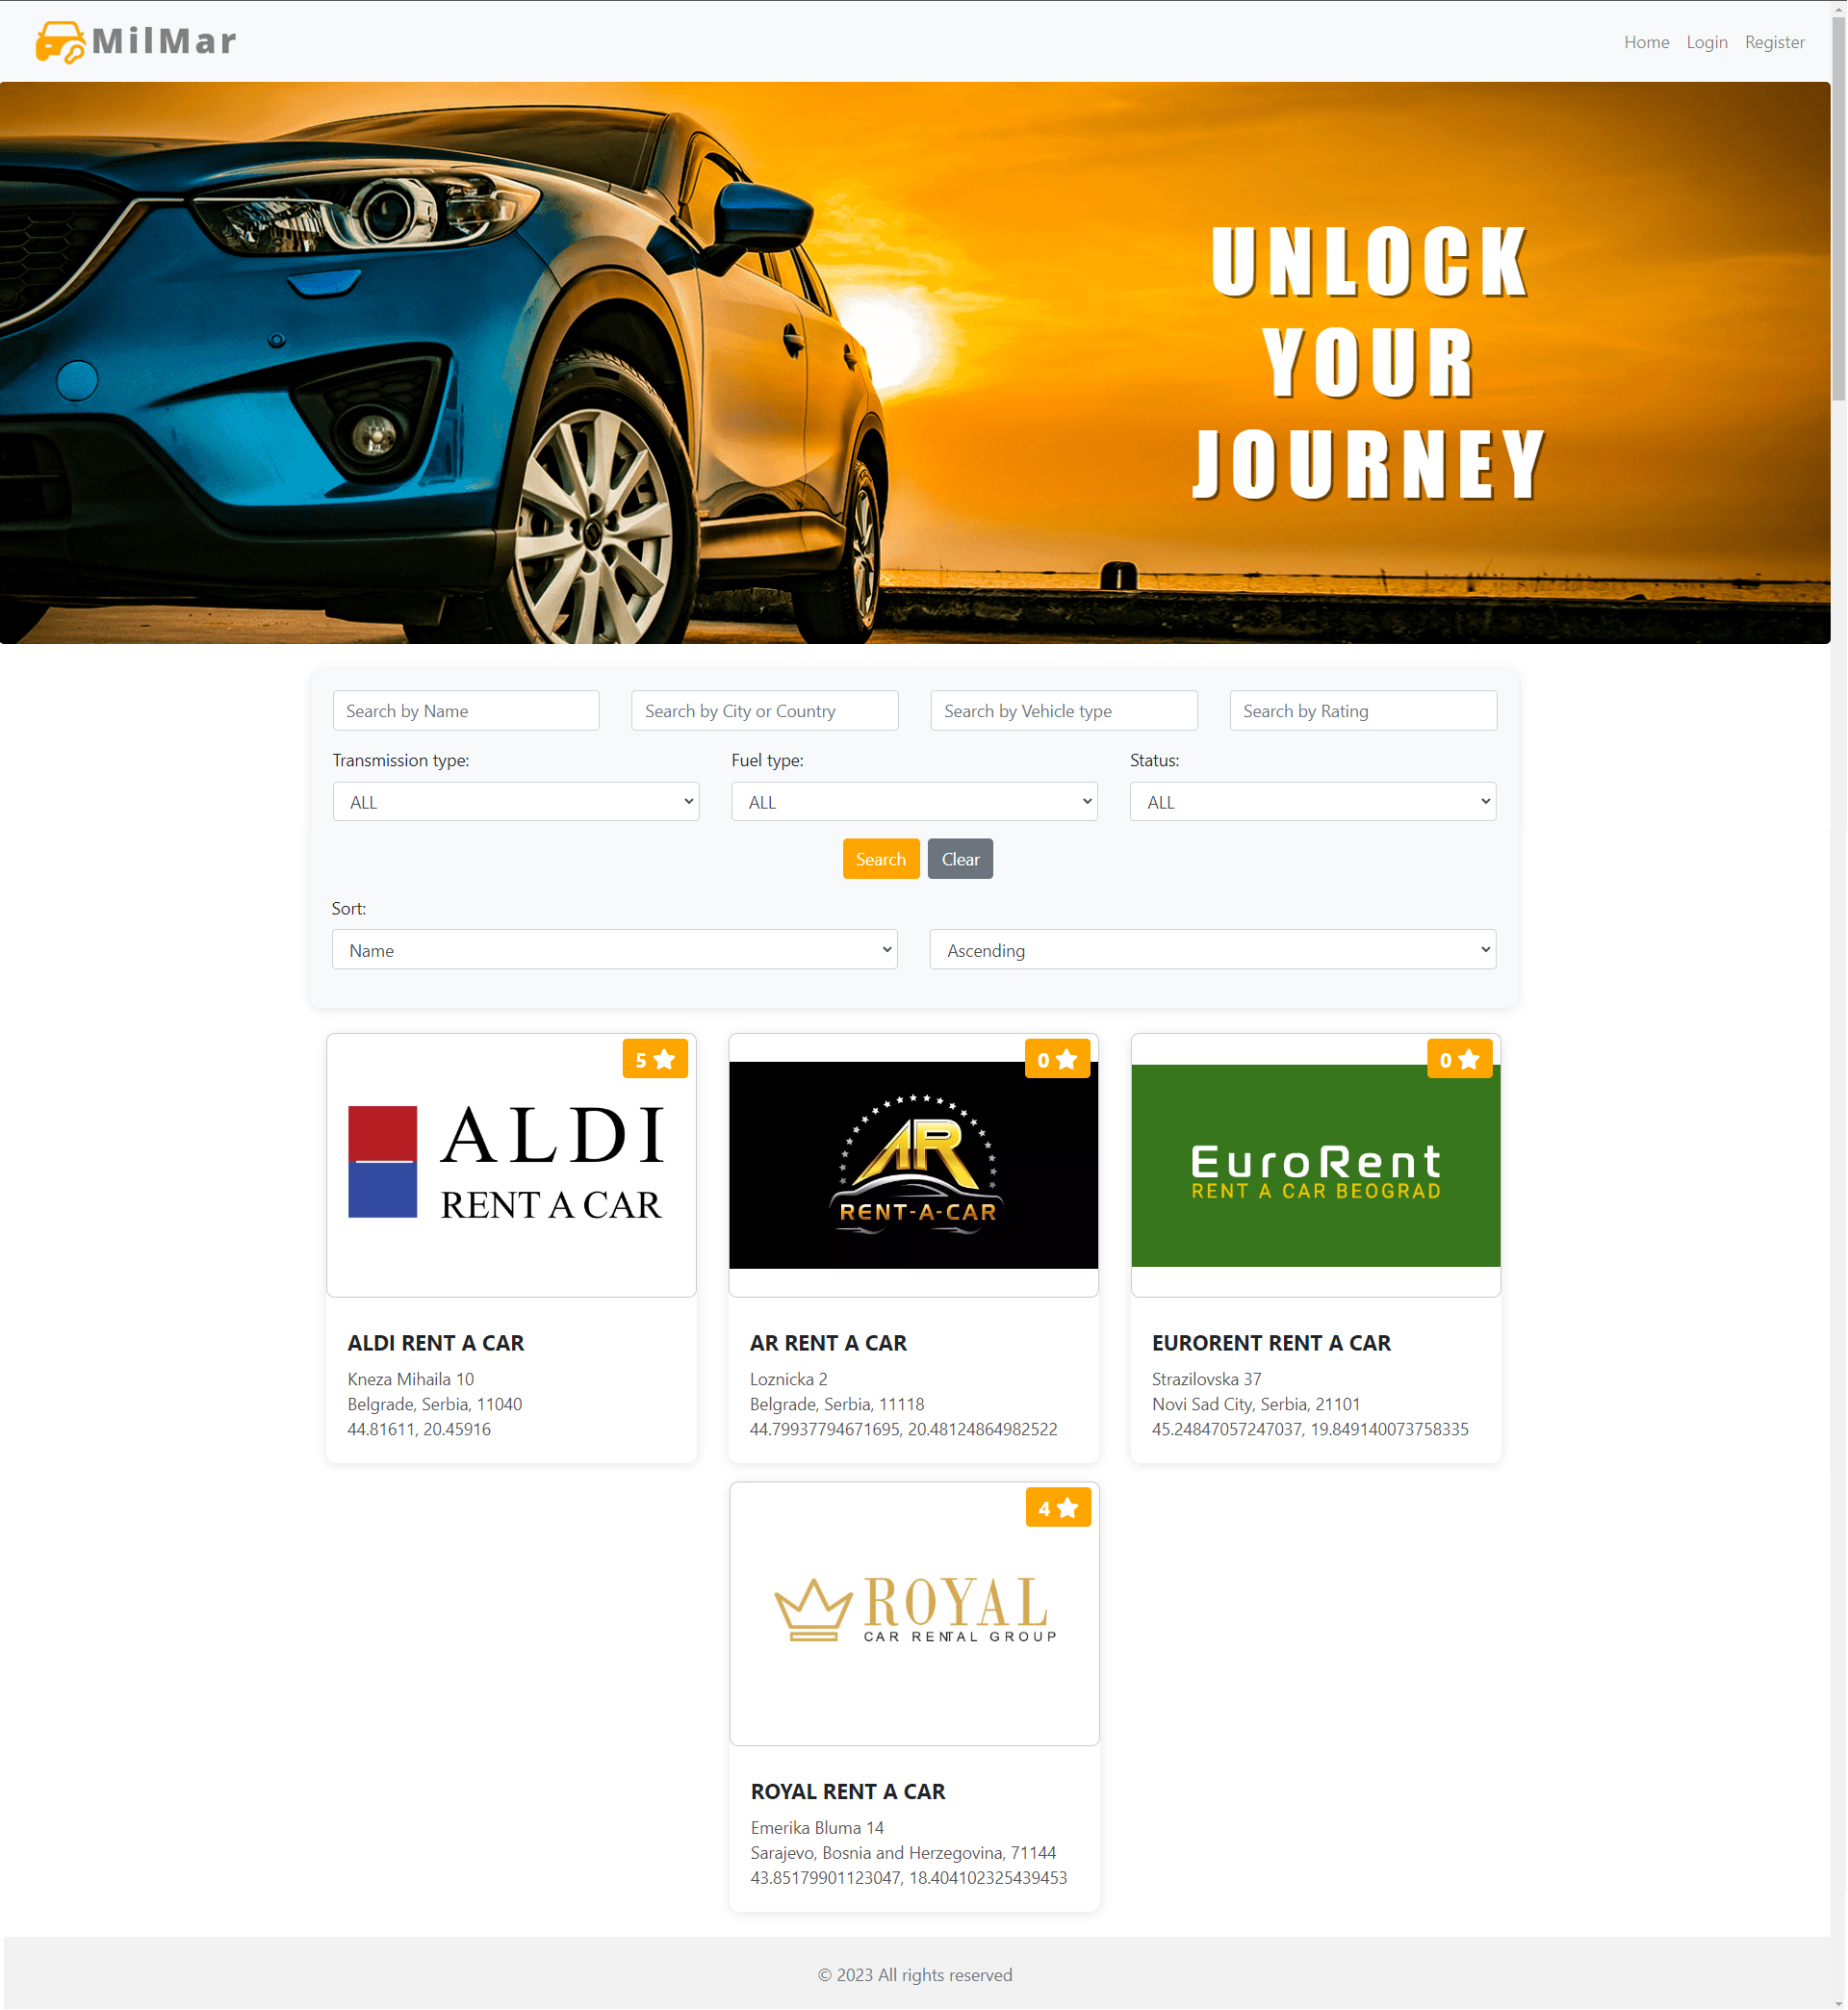 MilMar
Home Login Register
UNLOCK
YOUR
JOURNEY
Search by Name Search by City or Country Search by Vehicle type Search by Rating
Transmission type: Fuel type: Status:
ALL ALL ALL
Search Clear
Sort:
Name Ascending
5 0 0
ALDI
RENT A CAR
AR
RENT-A-CAR
EuroRent
RENT A CAR BEOGRAD
ALDI RENT A CAR
Kneza Mihaila 10
Belgrade, Serbia, 11040
44.81611, 20.45916
AR RENT A CAR
Loznicka 2
Belgrade, Serbia, 11118
44.79937794671695, 20.48124864982522
EURORENT RENT A CAR
Strazilovska 37
Novi Sad City, Serbia, 21101
45.24847057247037, 19.849140073758335
4
ROYAL
CAR RENTAL GROUP
ROYAL RENT A CAR
Emerika Bluma 14
Sarajevo, Bosnia and Herzegovina, 71144
43.85179901123047, 18.404102325439453
© 2023 All rights reserved